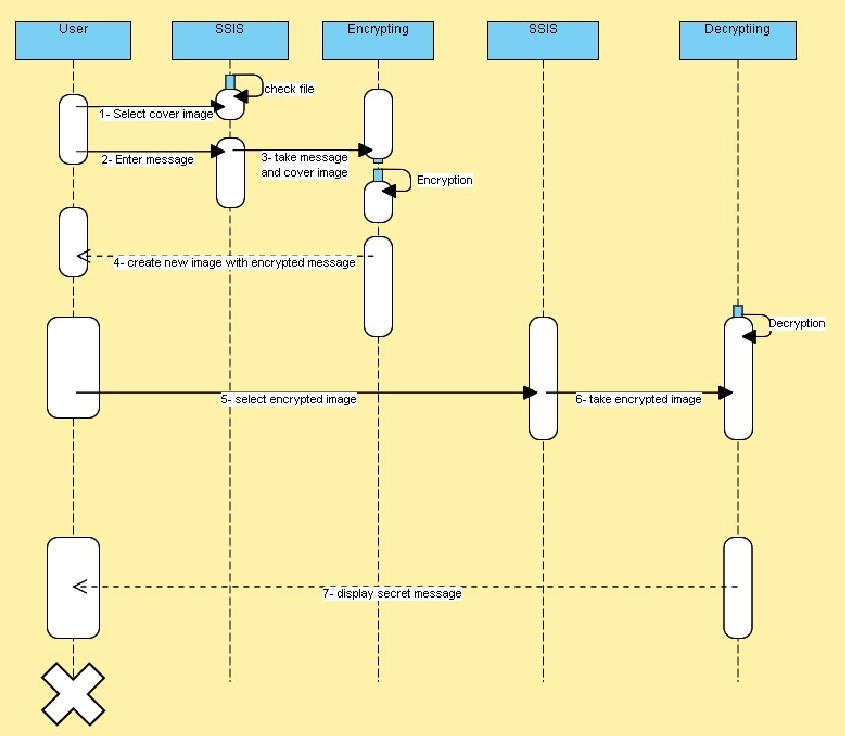 User
SSIS
Encrypting
SSIS
Decryptiing
check file
1- Select cover image
2- Enter message
3- take message
and cover image
Encryption
4- create new image with encrypted message
Decryption
5- select encrypted image
6- take encrypted image
7- display secret message